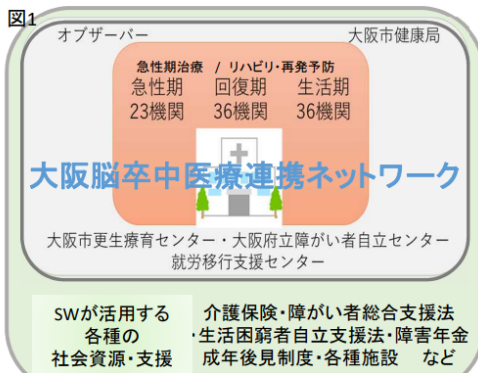 図1
オブザーバー 大阪市健康局
急性期治療 / リハビリ・再発予防
急性期 回復期 生活期
23機関 36機関 36機関
大阪脳卒中医療連携ネットワーク
大阪市更生療育センター・大阪府立障がい者自立センター
就労移行支援センター
SWが活用する
各種の
社会資源・支援
介護保険・障がい者総合支援法
・生活困窮者自立支援法・障害年金
成年後見制度・各種施設 など